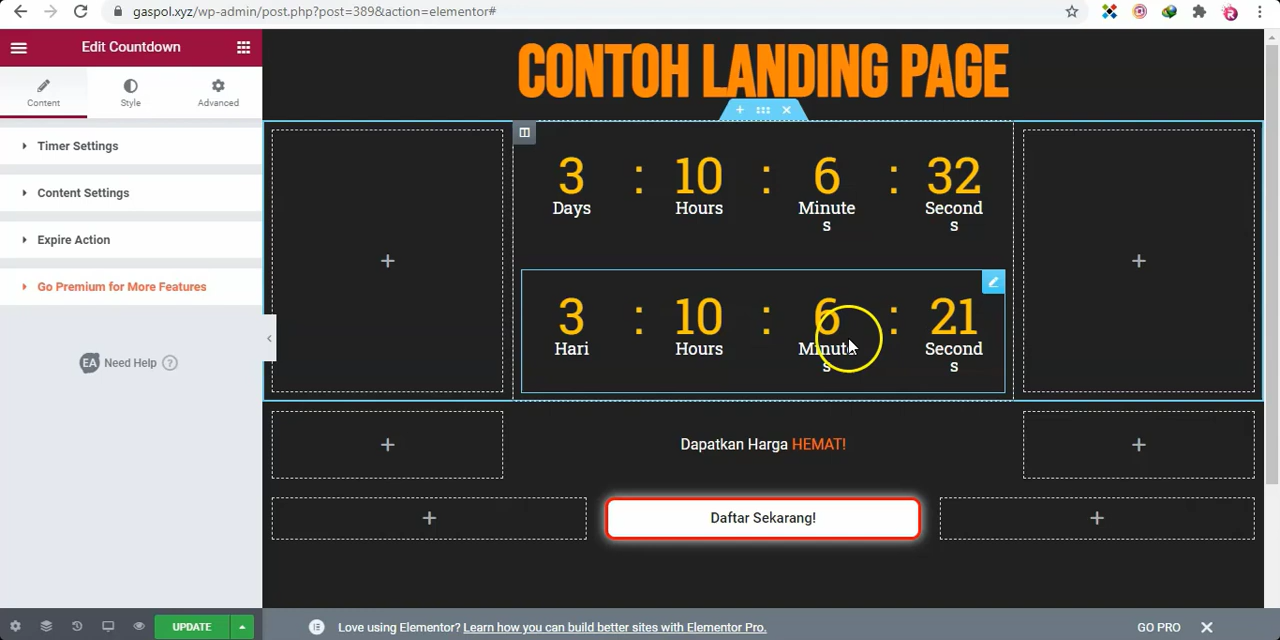 gaspol.xyz/wp-admin/post.php?post=389&action=elementor#
Edit Countdown
Content
Style
Advanced
Timer Settings
Content Settings
Expire Action
Go Premium for More Features
EA Need Help ?
CONTOH LANDING PAGE
3 : 10 : 6 : 32
Days Hours Minute Second
s s
3 : 10 : 6 : 21
Hari Hours Minute Second
s s
Dapatkan Harga HEMAT!
Daftar Sekarang!
UPDATE
Love using Elementor? Learn how you can build better sites with Elementor Pro.
GO PRO